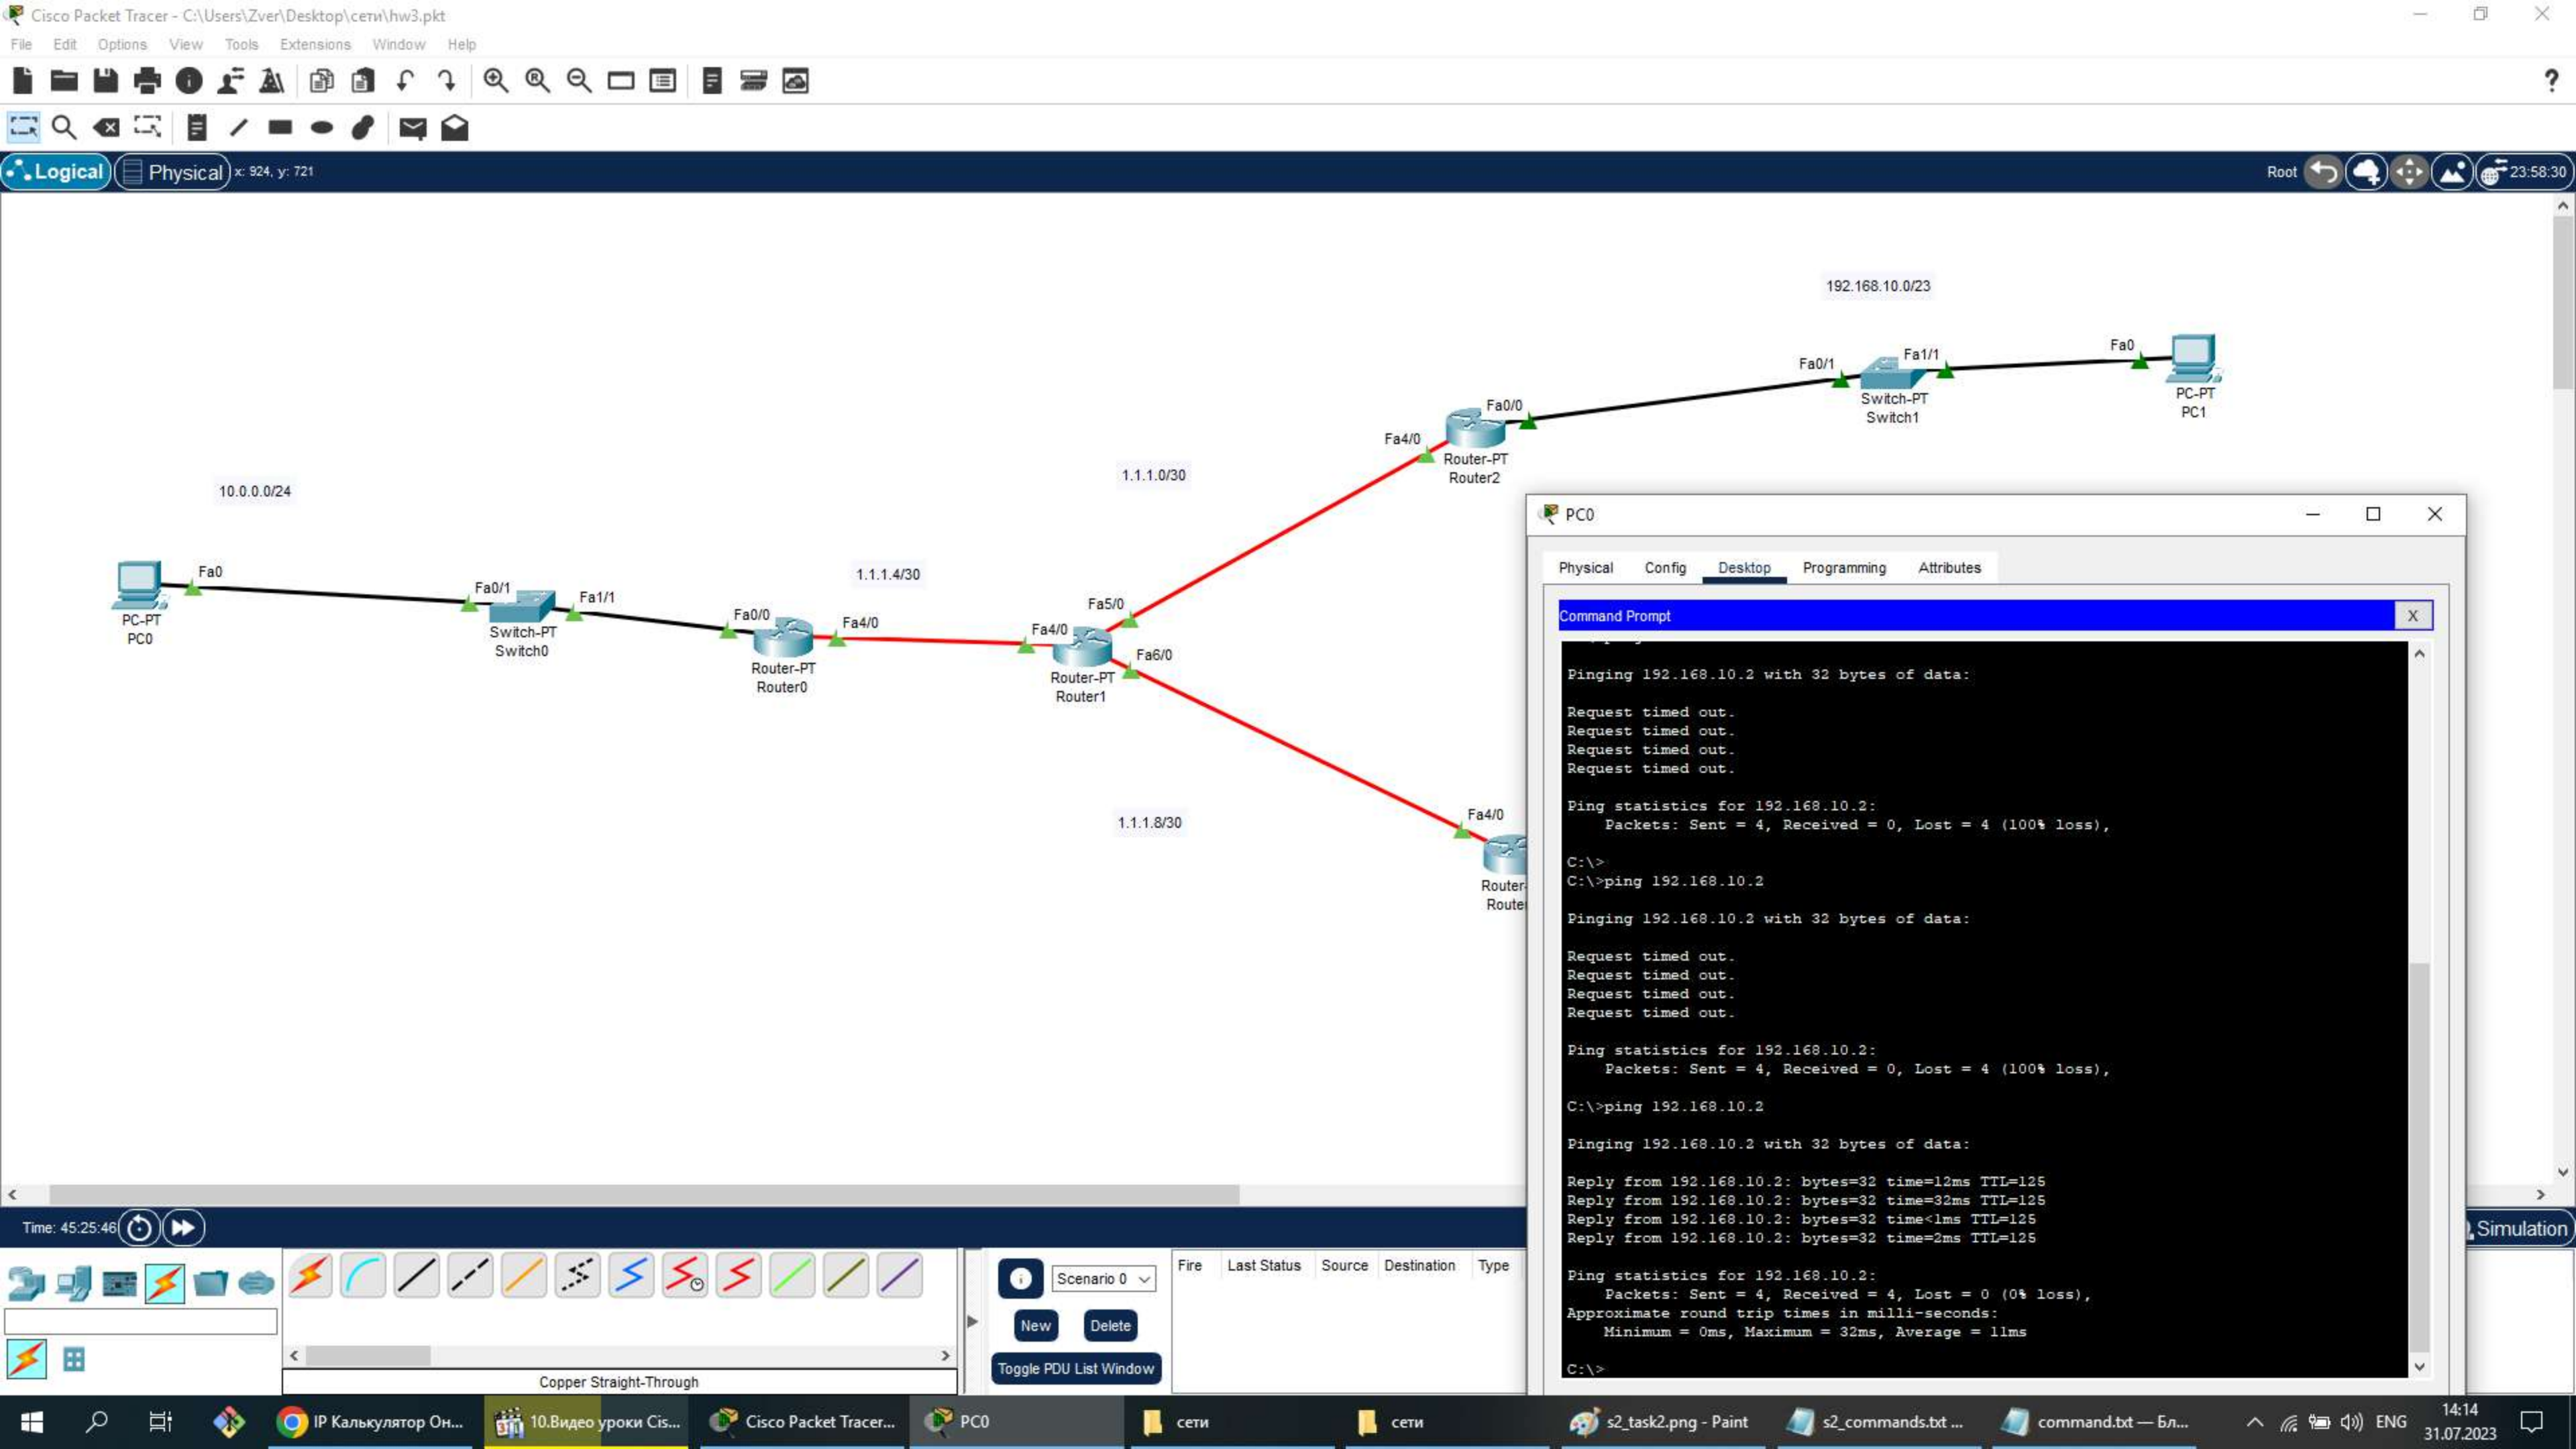 Cisco Packet Tracer - C:\Users\Zver\Desktop\сети\hw3.pkt
File Edit Options View Tools Extensions Window Help
?
Logical Physical x: 924, y: 721 Root 23:58:30
192.168.10.0/23
Fa0/1 Fa1/1 Fa0
Switch-PT
Switch1
PC-PT
PC1
Fa0/0
Fa4/0
Router-PT
Router2
1.1.1.0/30
10.0.0.0/24
Fa0
PC-PT
PC0
Fa0/1 Fa1/1
Switch-PT
Switch0
1.1.1.4/30
Fa0/0 Fa4/0
Router-PT
Router0
Fa5/0
Fa4/0
Fa6/0
Router-PT
Router1
1.1.1.8/30
Fa4/0
Router-
Route
PC0
Physical Config Desktop Programming Attributes
Command Prompt X
Pinging 192.168.10.2 with 32 bytes of data:
Request timed out.
Request timed out.
Request timed out.
Request timed out.
Ping statistics for 192.168.10.2:
Packets: Sent = 4, Received = 0, Lost = 4 (100% loss),
C:\>
C:\>ping 192.168.10.2
Pinging 192.168.10.2 with 32 bytes of data:
Request timed out.
Request timed out.
Request timed out.
Request timed out.
Ping statistics for 192.168.10.2:
Packets: Sent = 4, Received = 0, Lost = 4 (100% loss),
C:\>ping 192.168.10.2
Pinging 192.168.10.2 with 32 bytes of data:
Reply from 192.168.10.2: bytes=32 time=12ms TTL=125
Reply from 192.168.10.2: bytes=32 time=32ms TTL=125
Reply from 192.168.10.2: bytes=32 time<1ms TTL=125
Reply from 192.168.10.2: bytes=32 time=2ms TTL=125
Ping statistics for 192.168.10.2:
Packets: Sent = 4, Received = 4, Lost = 0 (0% loss),
Approximate round trip times in milli-seconds:
Minimum = 0ms, Maximum = 32ms, Average = 11ms
C:\>
Time: 45:25:46 Simulation
Scenario 0
New Delete
Toggle PDU List Window
Fire Last Status Source Destination Type
Copper Straight-Through
IP Калькулятор Он... 10.Видео уроки Cis... Cisco Packet Tracer... PC0 сети сети s2_task2.png - Paint s2_commands.txt ... command.txt — Бл... ENG 14:14
31.07.2023